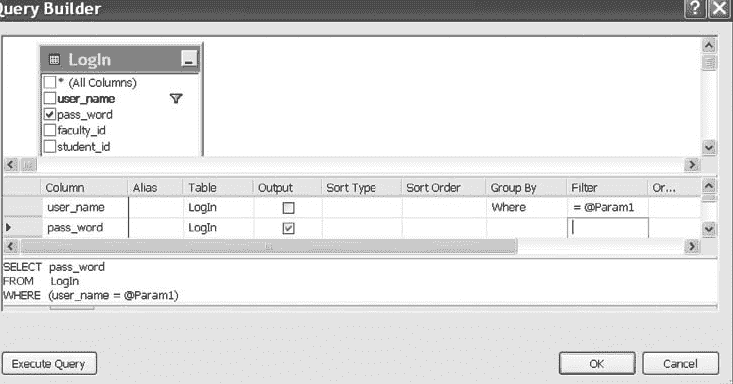 Query Builder
LogIn
* (All Columns)
user_name
pass_word
faculty_id
student_id
Column Alias Table Output Sort Type Sort Order Group By Filter Or...
user_name LogIn Where = @Param1
pass_word LogIn
SELECT pass_word
FROM LogIn
WHERE (user_name = @Param1)
Execute Query OK Cancel